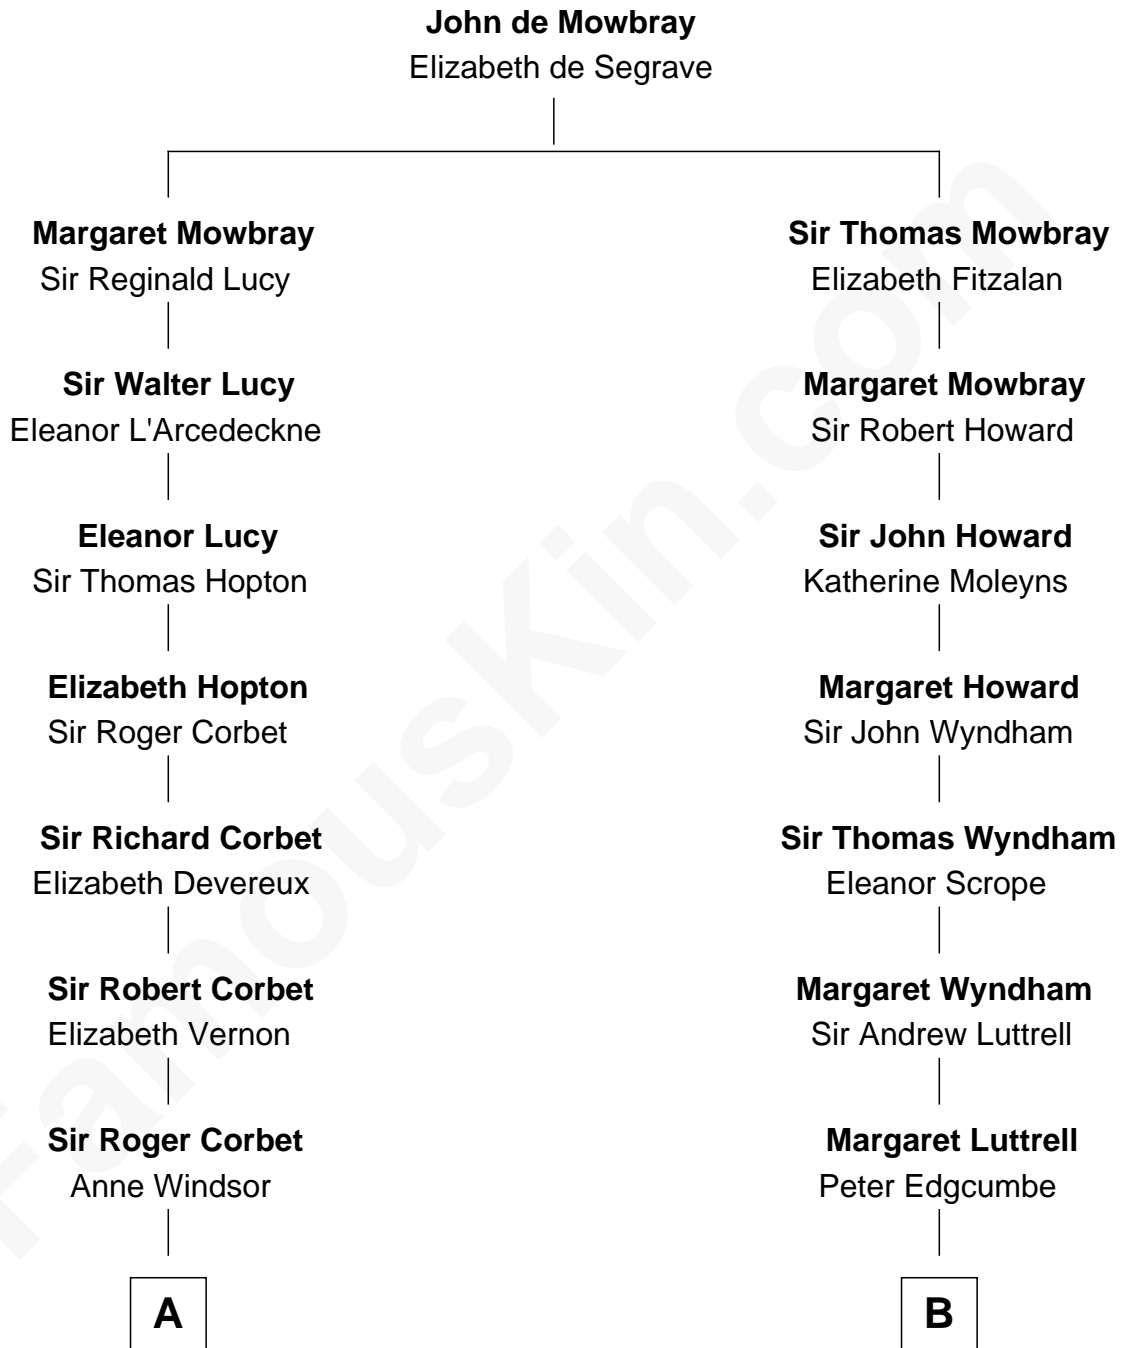 John de Mowbray
Elizabeth de Segrave
Margaret Mowbray
Sir Reginald Lucy
Sir Walter Lucy
Eleanor L'Arcedeckne
Eleanor Lucy
Sir Thomas Hopton
Elizabeth Hopton
Sir Roger Corbet
Sir Richard Corbet
Elizabeth Devereux
Sir Robert Corbet
Elizabeth Vernon
Sir Roger Corbet
Anne Windsor
A
Sir Thomas Mowbray
Elizabeth Fitzalan
Margaret Mowbray
Sir Robert Howard
Sir John Howard
Katherine Moleyns
Margaret Howard
Sir John Wyndham
Sir Thomas Wyndham
Eleanor Scrope
Margaret Wyndham
Sir Andrew Luttrell
Margaret Luttrell
Peter Edgcumbe
B
FamousKin.com